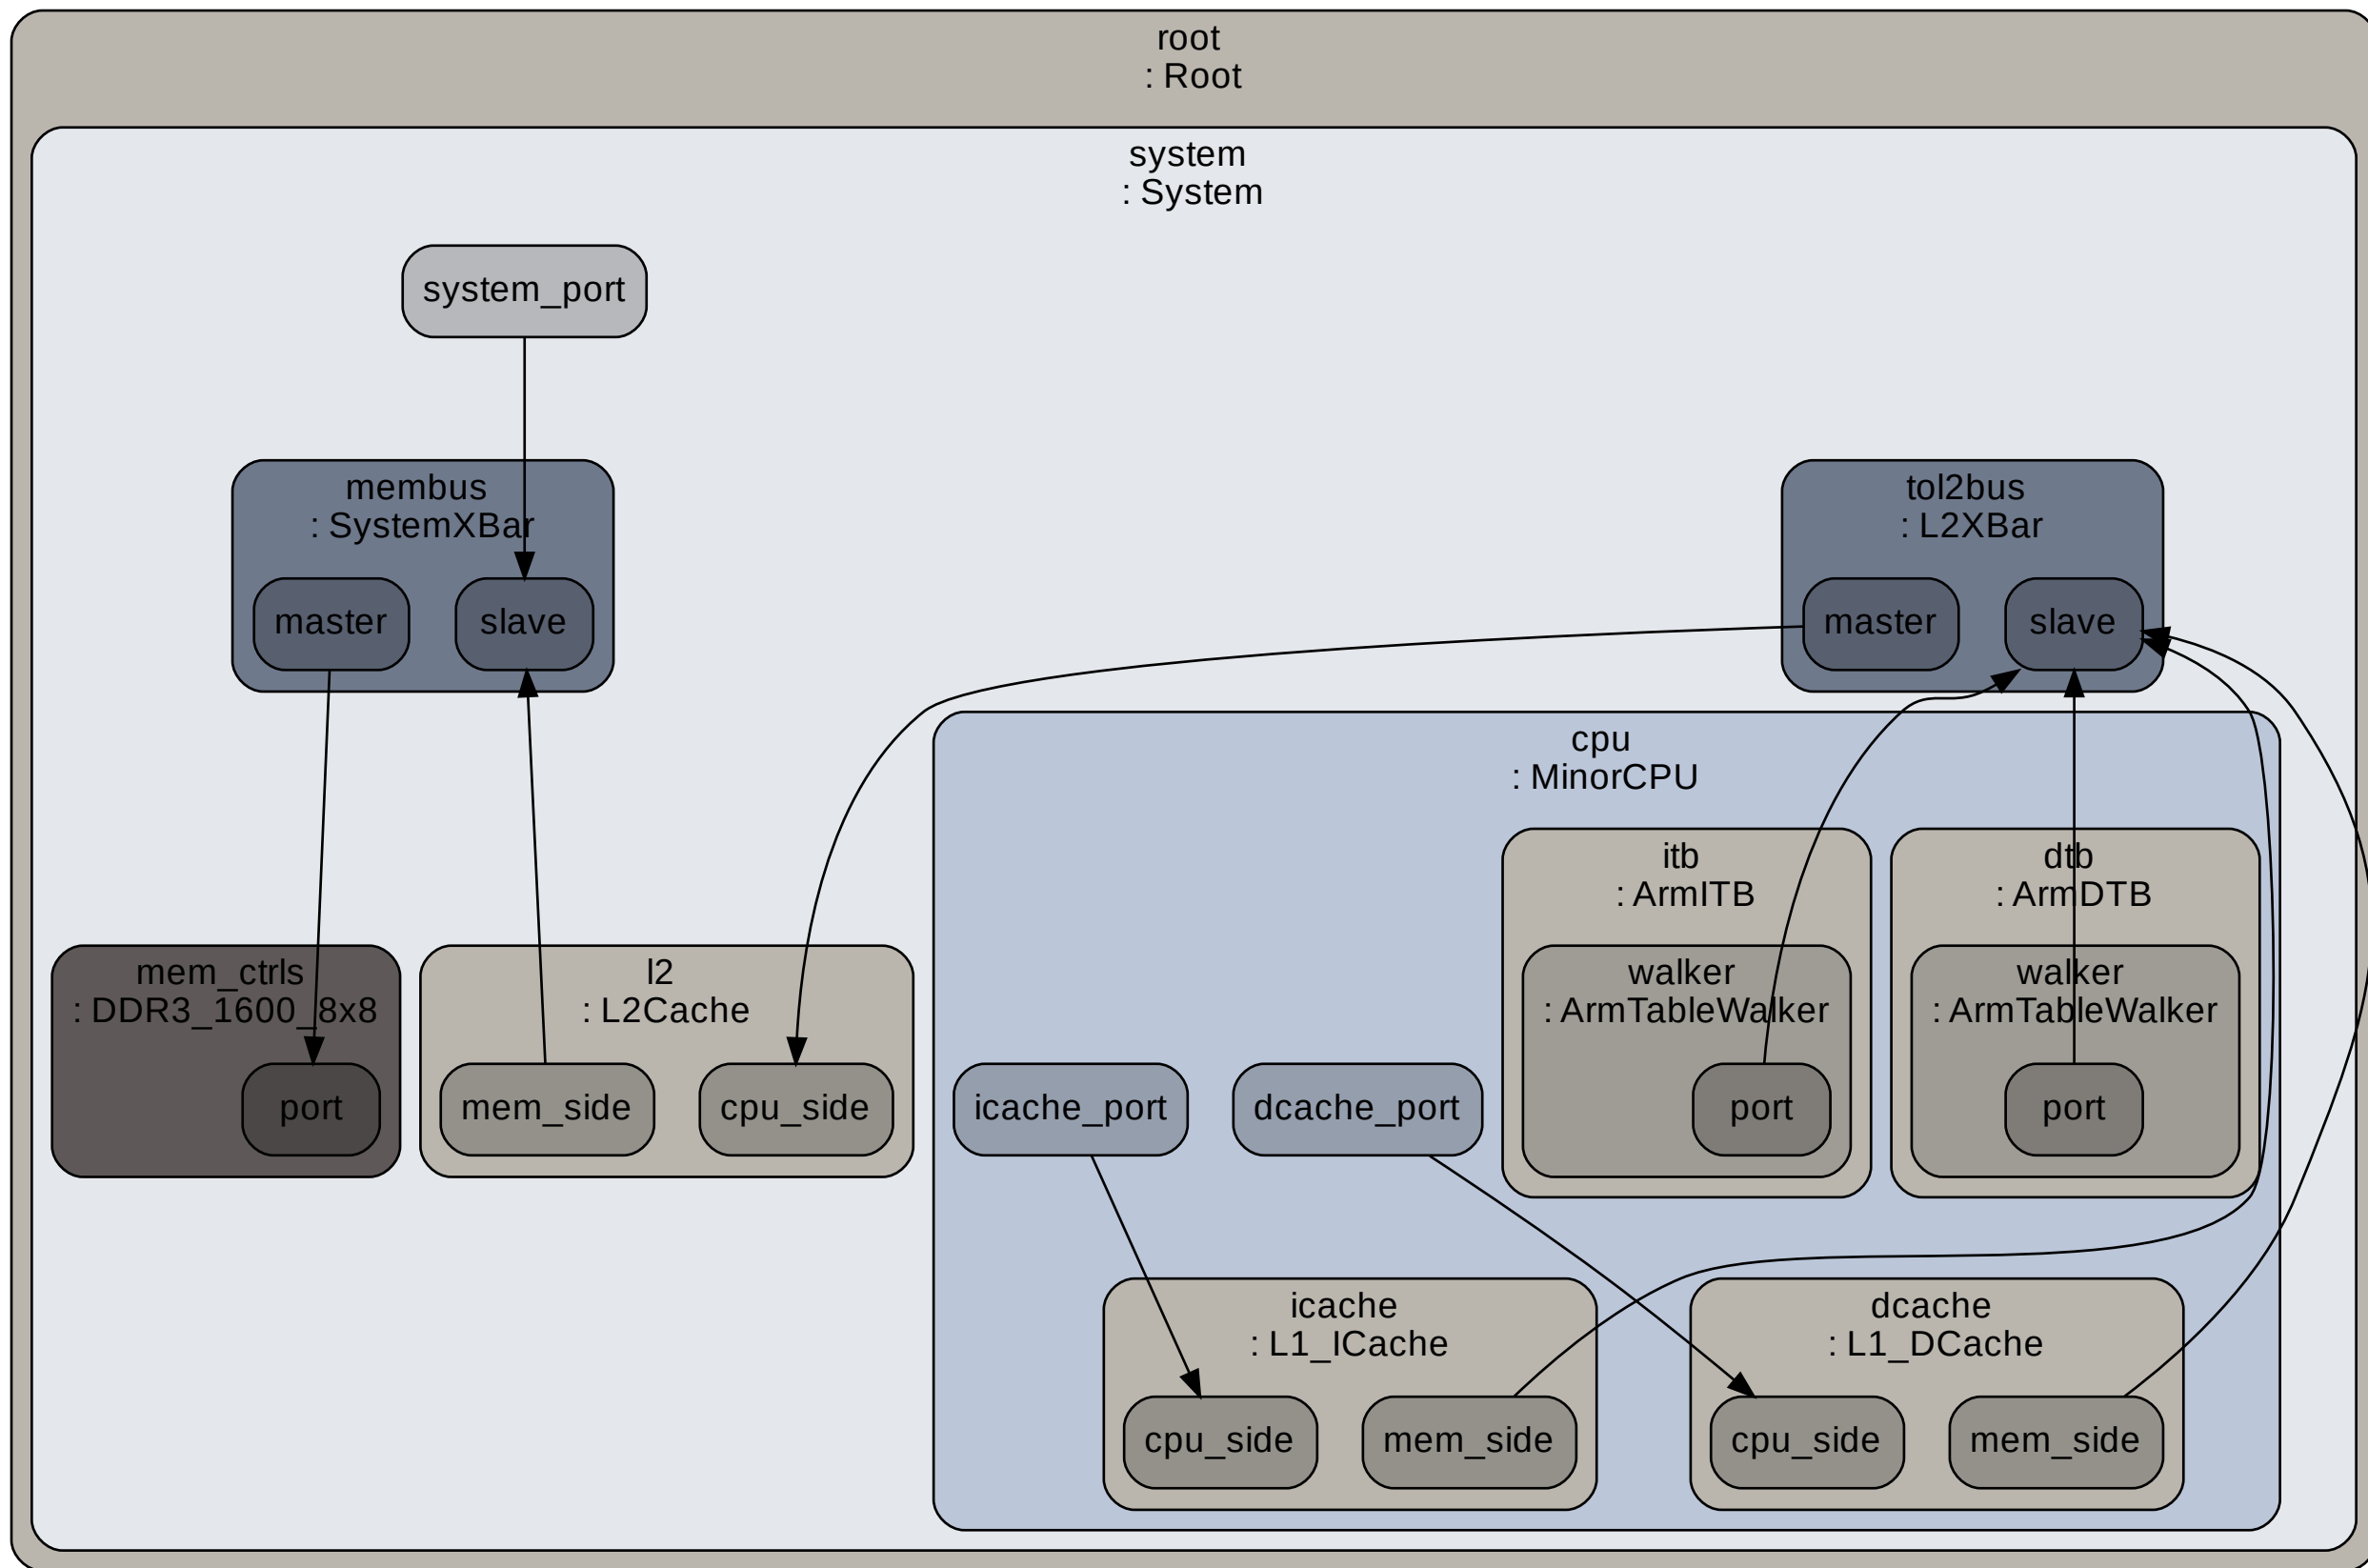 root
: Root
system
: System
system_port
membus
: SystemXBar
master
slave
tol2bus
: L2XBar
master
slave
cpu
: MinorCPU
itb
: ArmITB
dtb
: ArmDTB
mem_ctrls
: DDR3_1600_8x8
port
l2
: L2Cache
mem_side
cpu_side
icache_port
dcache_port
walker
: ArmTableWalker
port
walker
: ArmTableWalker
port
icache
: L1_ICache
cpu_side
mem_side
dcache
: L1_DCache
cpu_side
mem_side